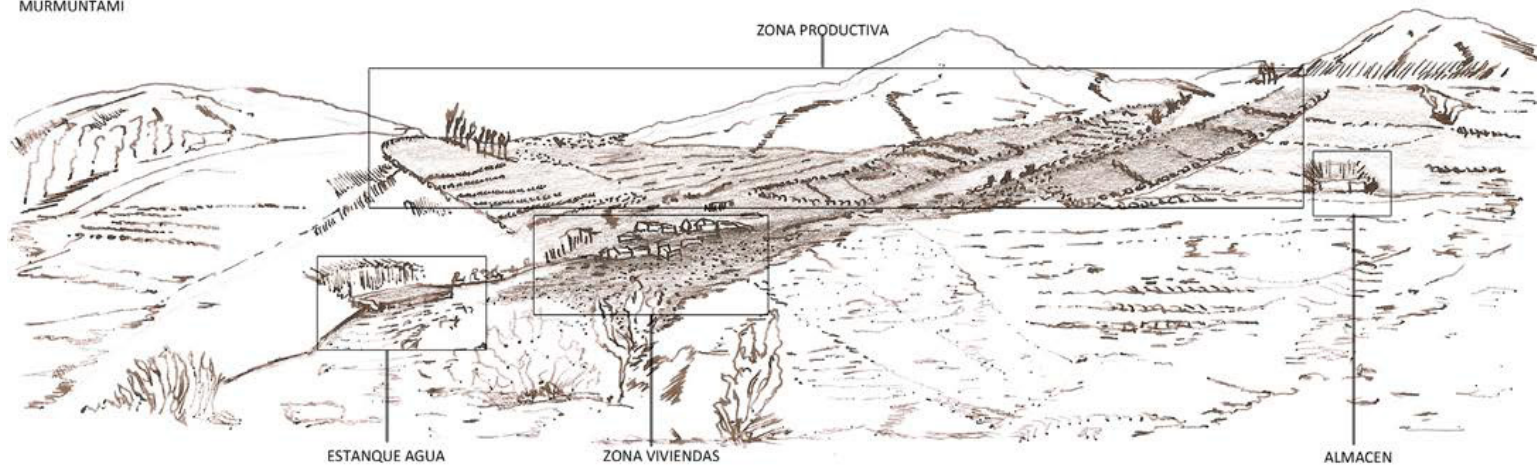 MURMUNTAMI
ZONA PRODUCTIVA
ESTANQUE AGUA
ZONA VIVIENDAS
ALMACEN